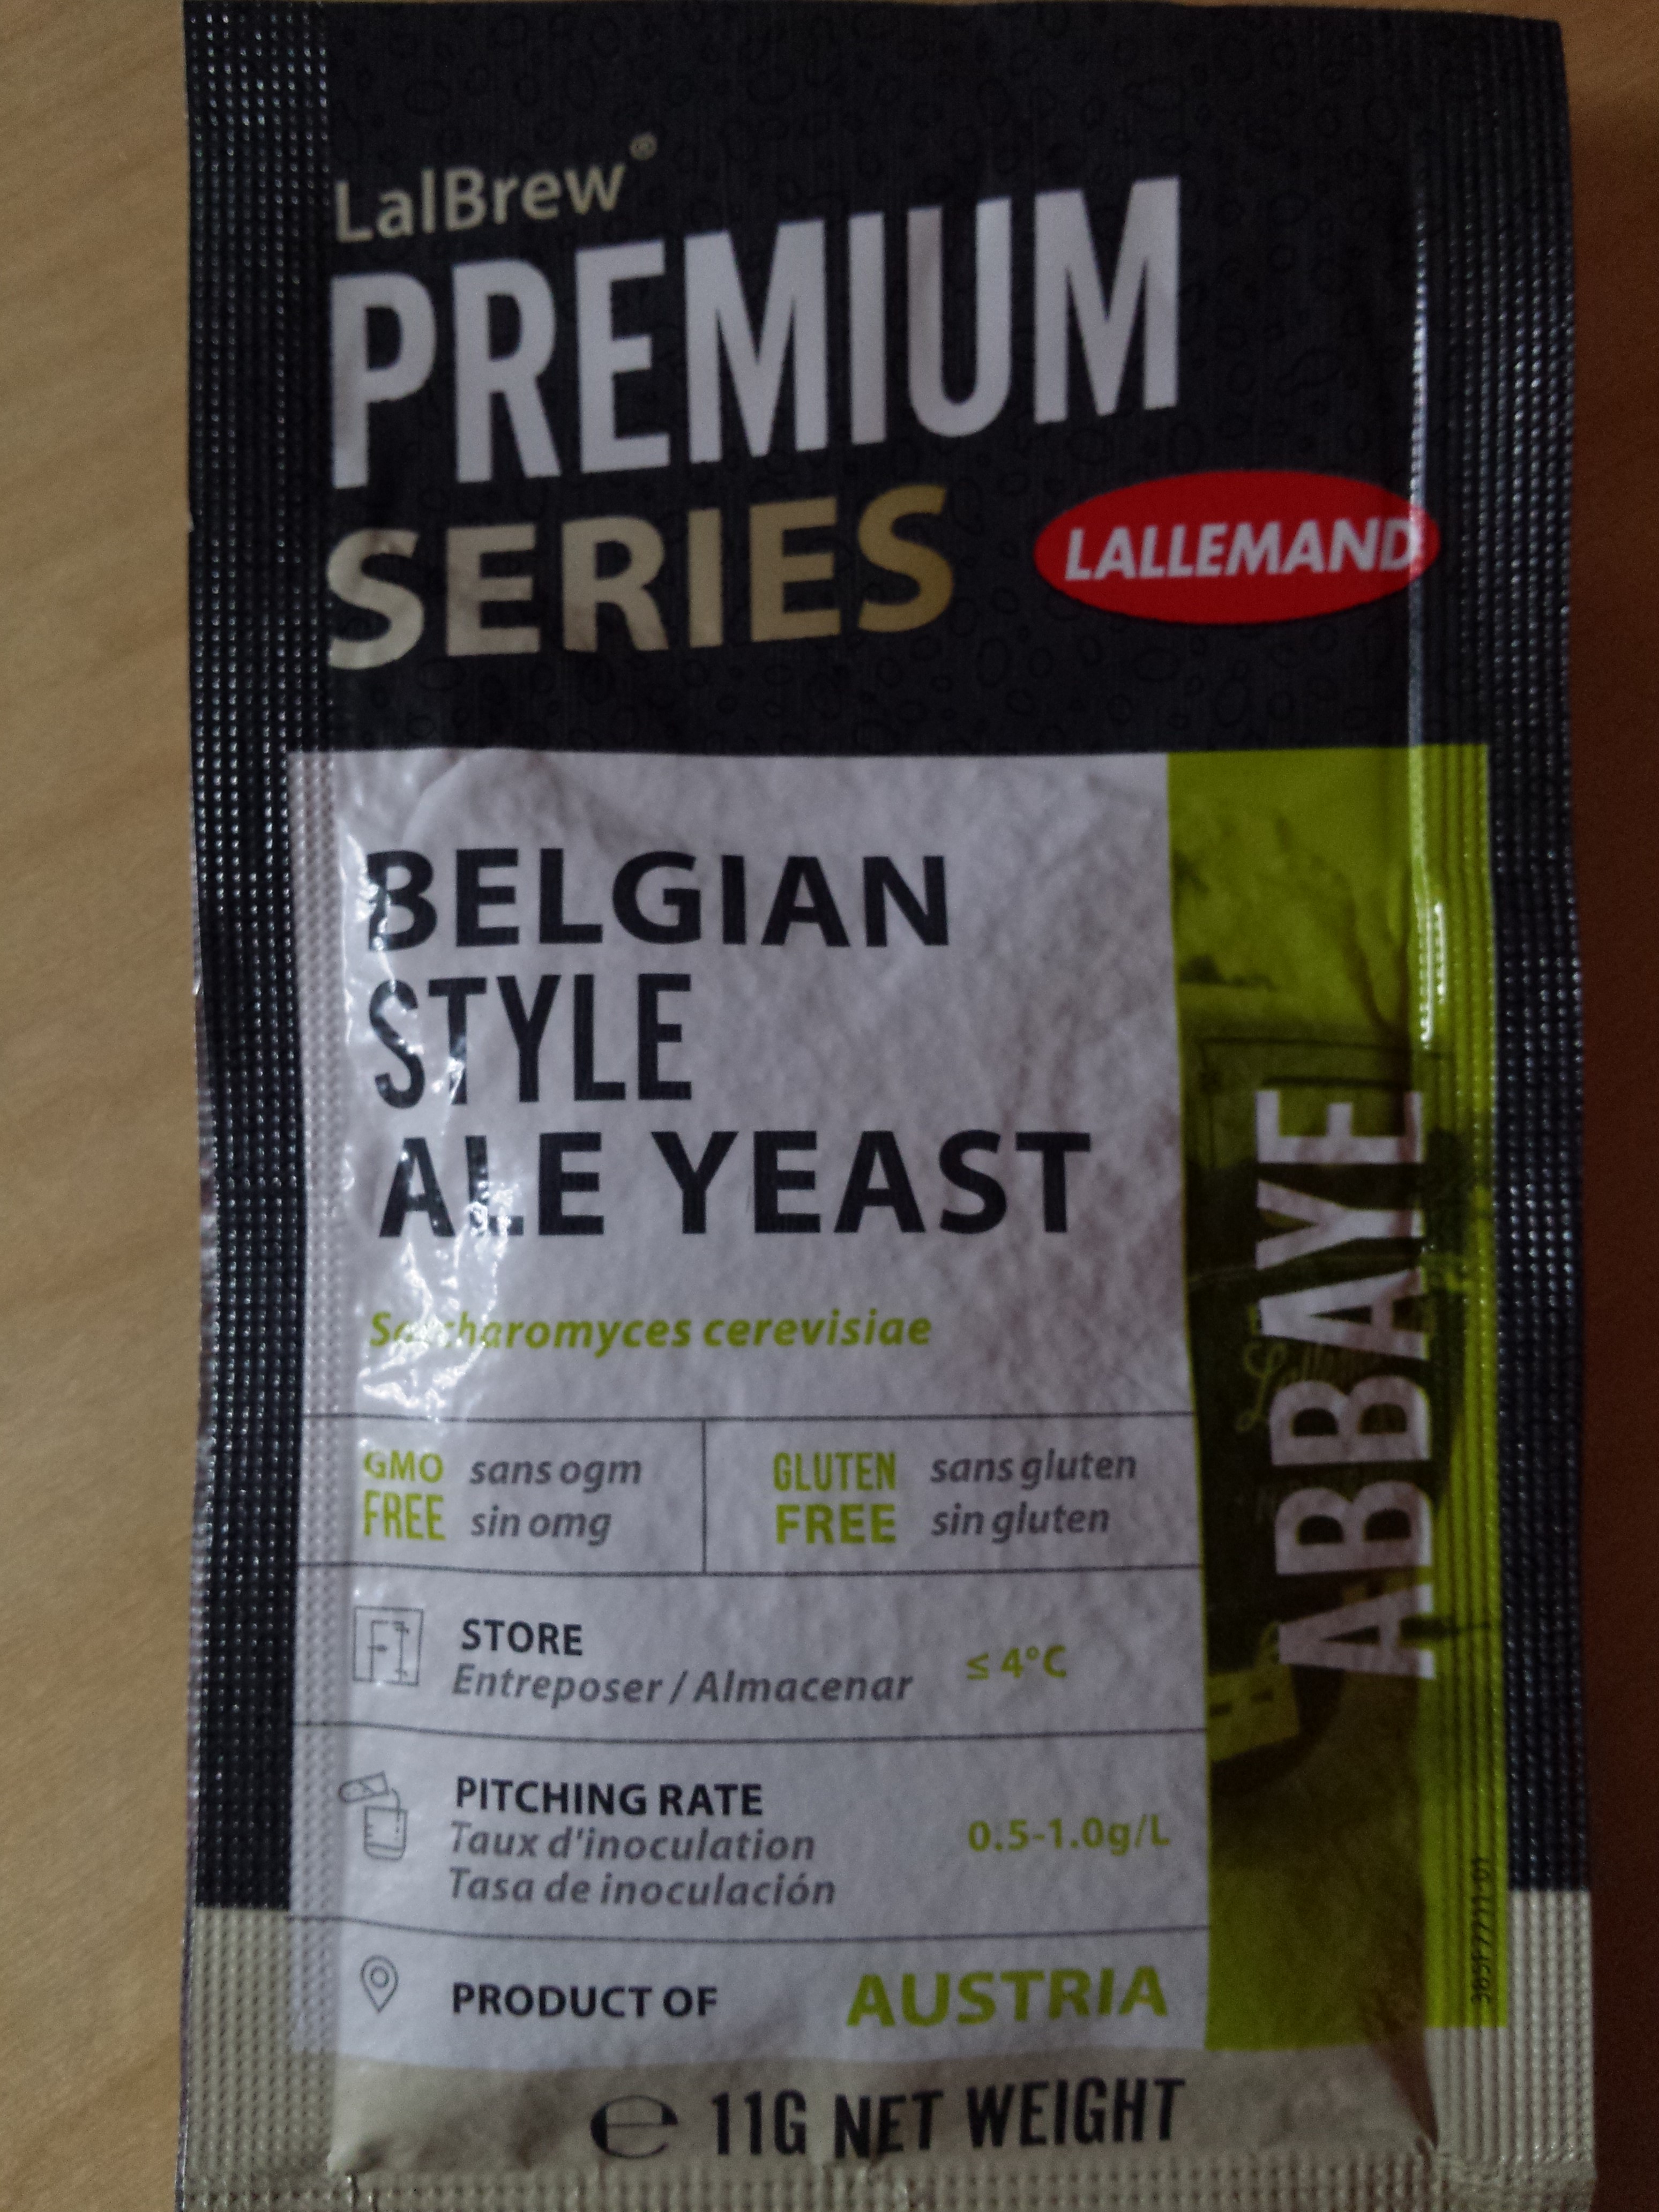 LalBrew®
PREMIUM
SERIES
LALLEMAND
BELGIAN
STYLE
ALE YEAST
Saccharomyces cerevisiae
GMO FREE
sans ogm
sin omg
GLUTEN FREE
sans gluten
sin gluten
STORE
Entreposer / Almacenar
≤ 4°C
PITCHING RATE
Taux d'inoculation
Tasa de inoculación
0.5-1.0g/L
PRODUCT OF AUSTRIA
℮ 11G NET WEIGHT
ABBAYE